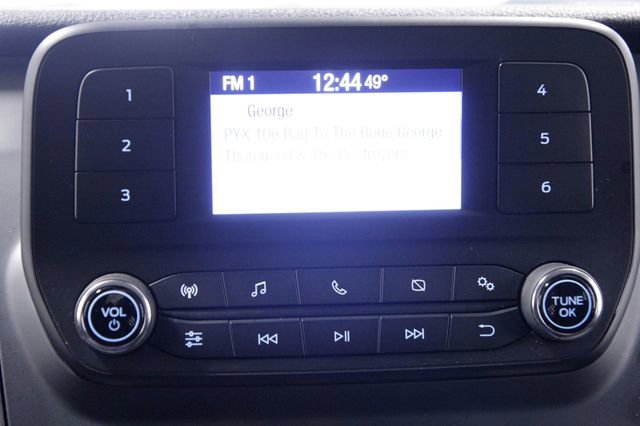 FM 1 12:44 49°
George
PYX 106 Bad To The Bone George
Thorogood & The Destroyers
1
2
3
4
5
6
VOL
TUNE
OK